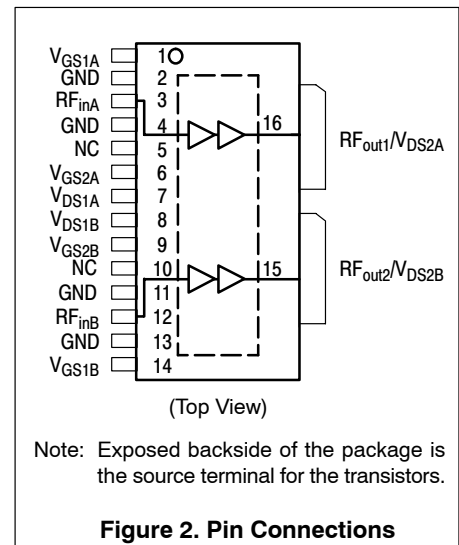 VGS1A 1
GND 2
RFinA 3
GND 4 16
NC 5 RFout1/VDS2A
VGS2A 6
VDS1A 7
VDS1B 8
VGS2B 9
NC 10 15
GND 11 RFout2/VDS2B
RFinB 12
GND 13
VGS1B 14
(Top View)
Note: Exposed backside of the package is
the source terminal for the transistors.
Figure 2. Pin Connections